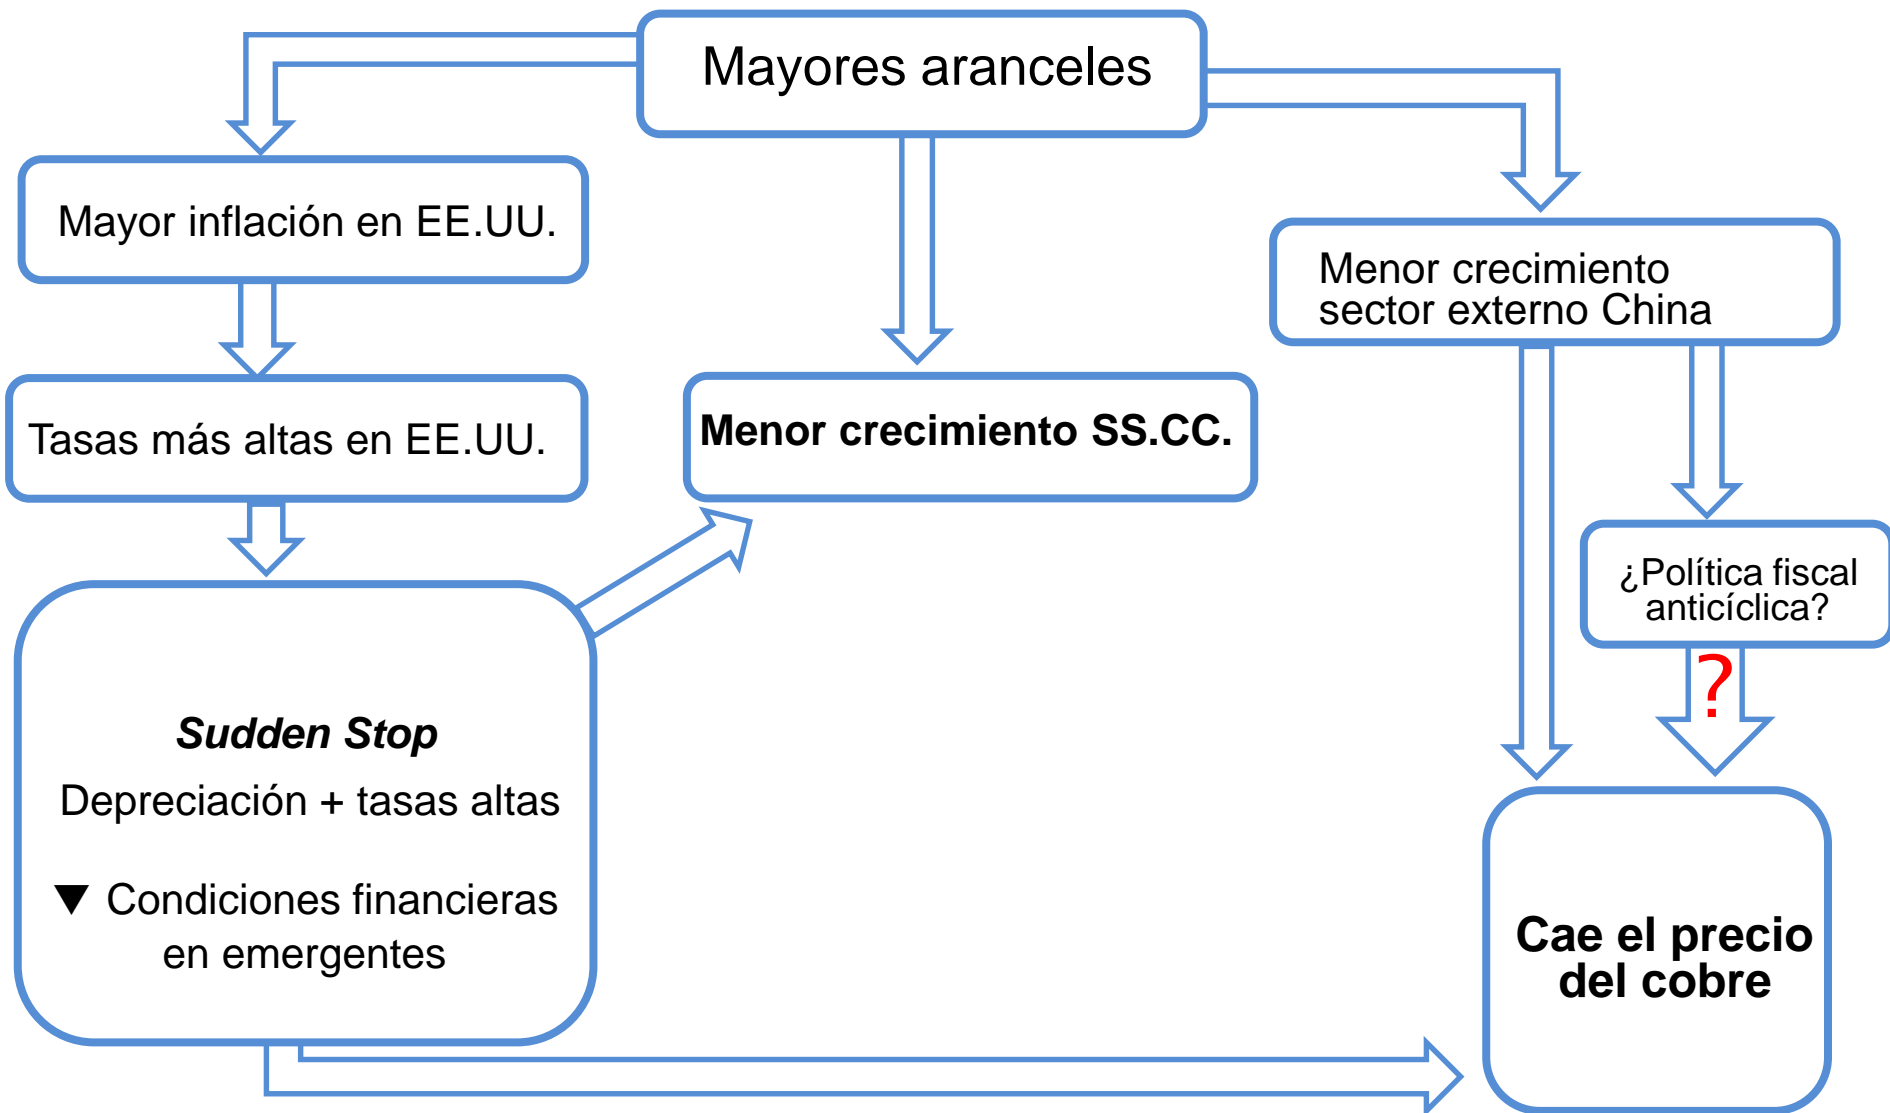 Mayores aranceles
Mayor inflación en EE.UU.
Menor crecimiento
sector externo China
Tasas más altas en EE.UU.
Menor crecimiento SS.CC.
¿Política fiscal
anticíclica?
?
Sudden Stop
Depreciación + tasas altas
▼ Condiciones financieras
en emergentes
Cae el precio
del cobre